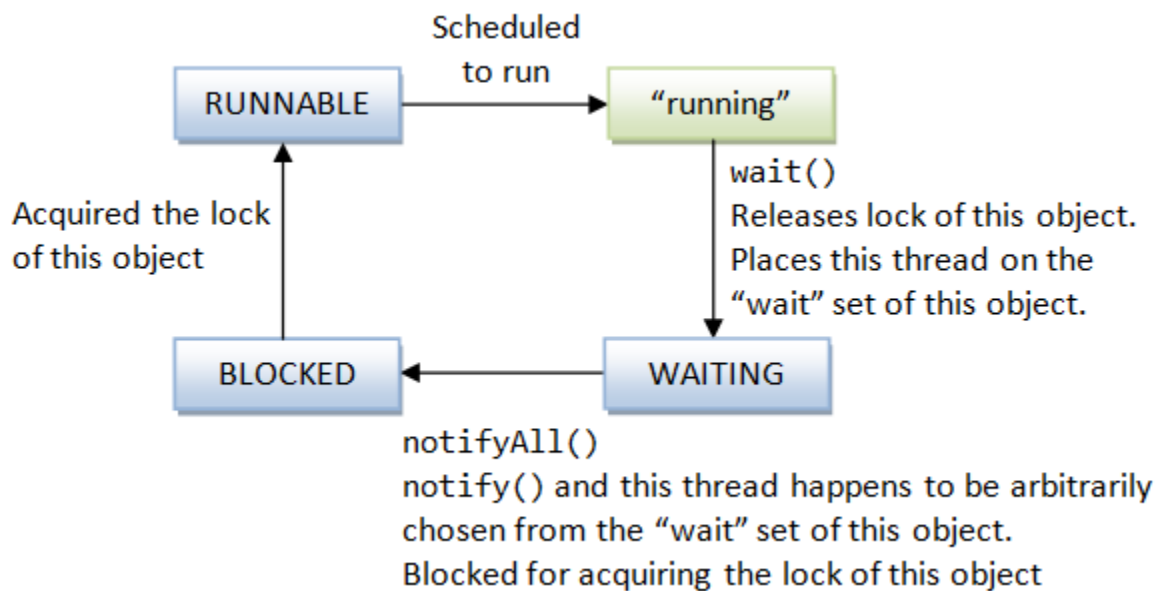 Scheduled
to run
RUNNABLE
“running”
wait()
Releases lock of this object.
Places this thread on the
“wait” set of this object.
Acquired the lock
of this object
BLOCKED
WAITING
notifyAll()
notify() and this thread happens to be arbitrarily
chosen from the “wait” set of this object.
Blocked for acquiring the lock of this object